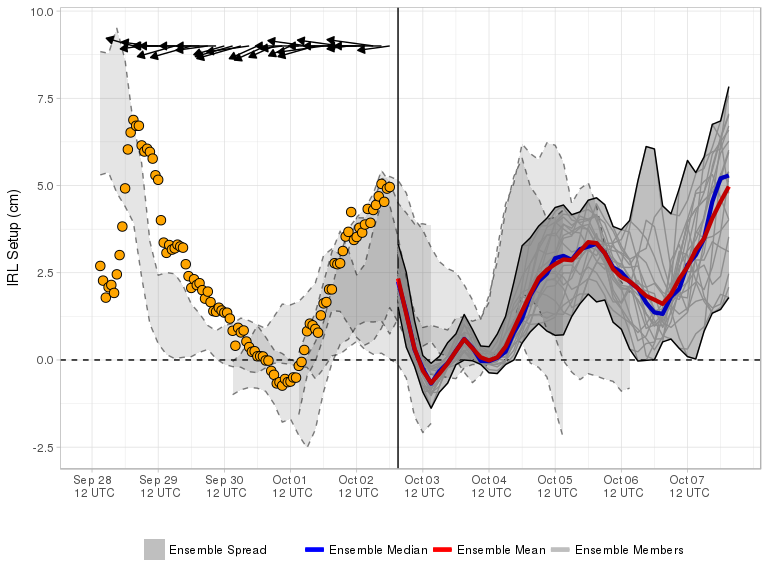 10.0
7.5
5.0
2.5
0.0
-2.5
IRL Setup (cm)
Sep 28
12 UTC
Sep 29
12 UTC
Sep 30
12 UTC
Oct 01
12 UTC
Oct 02
12 UTC
Oct 03
12 UTC
Oct 04
12 UTC
Oct 05
12 UTC
Oct 06
12 UTC
Oct 07
12 UTC
Ensemble Spread
Ensemble Median
Ensemble Mean
Ensemble Members